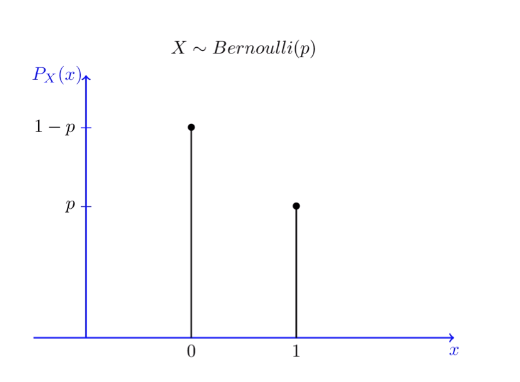 X ∼ Bernoulli(p)
P_X(x)
1 − p
p
0 1
x